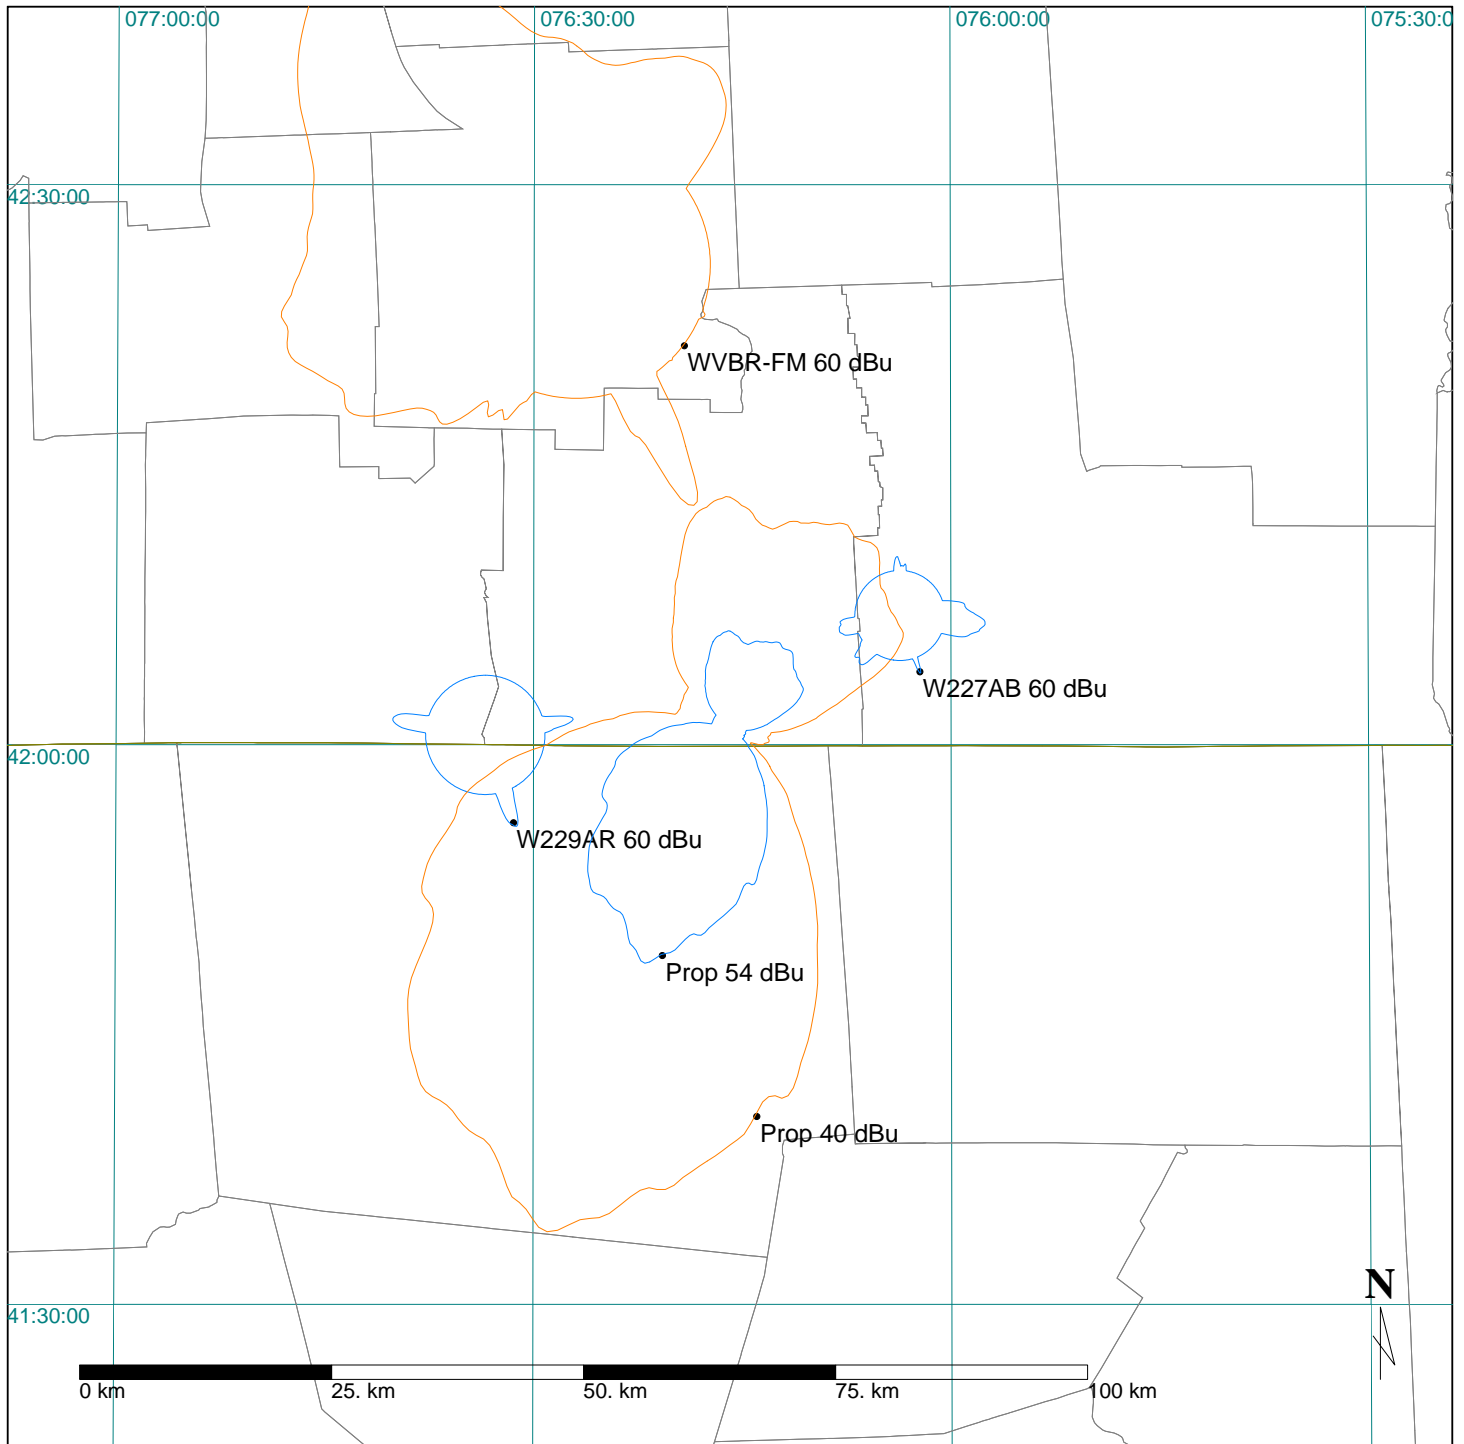 077:00:00
076:30:00
076:00:00
075:30:0
42:30:00
WVBR-FM 60 dBu
W227AB 60 dBu
42:00:00
W229AR 60 dBu
Prop 54 dBu
Prop 40 dBu
N
41:30:00
0 km
25. km
50. km
75. km
100 km